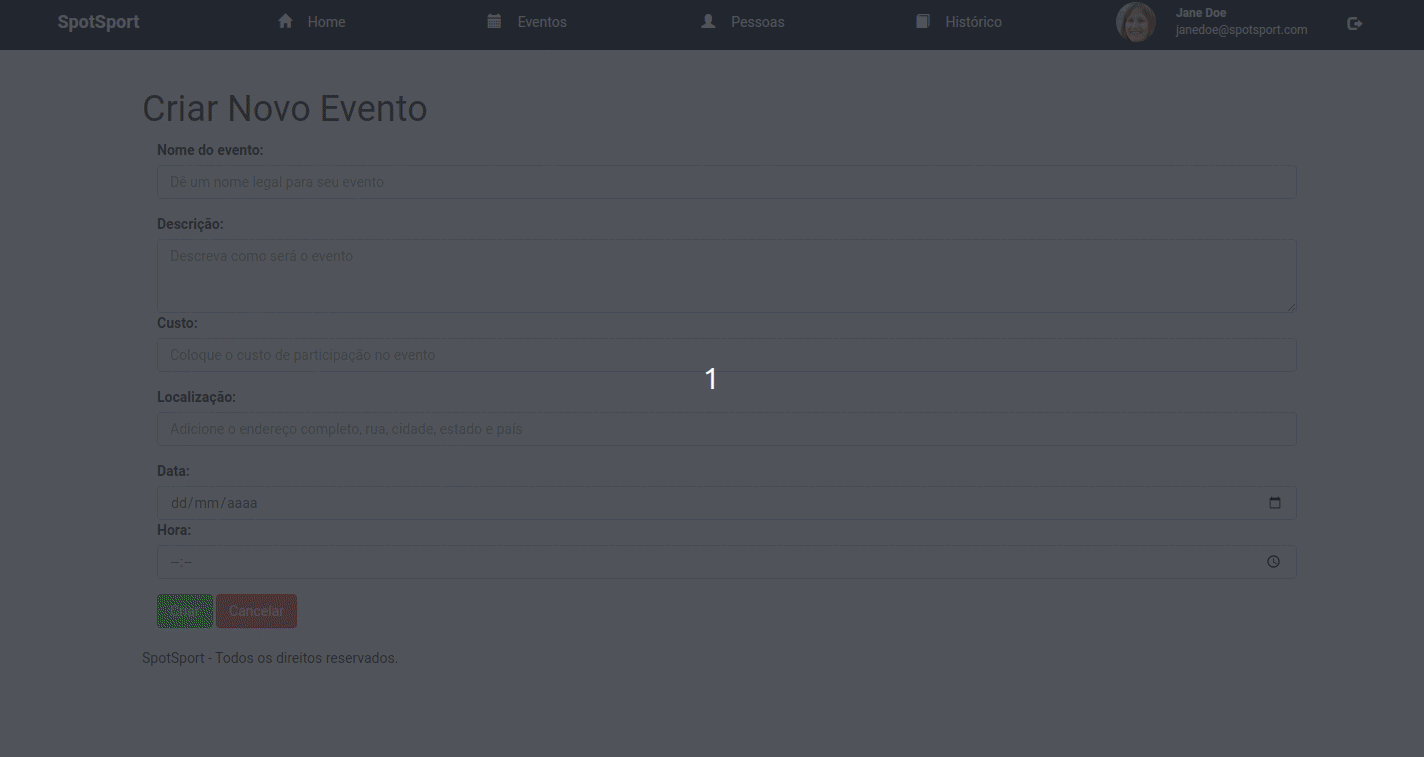 SpotSport Home Eventos Pessoas Histórico Jane Doe
janedoe@spotsport.com
Criar Novo Evento
Nome do evento:
Dê um nome legal para seu evento
Descrição:
Descreva como será o evento
Custo:
Coloque o custo de participação no evento
1
Localização:
Adicione o endereço completo, rua, cidade, estado e país
Data:
dd/mm/aaaa
Hora:
--:--
Cancelar
SpotSport - Todos os direitos reservados.